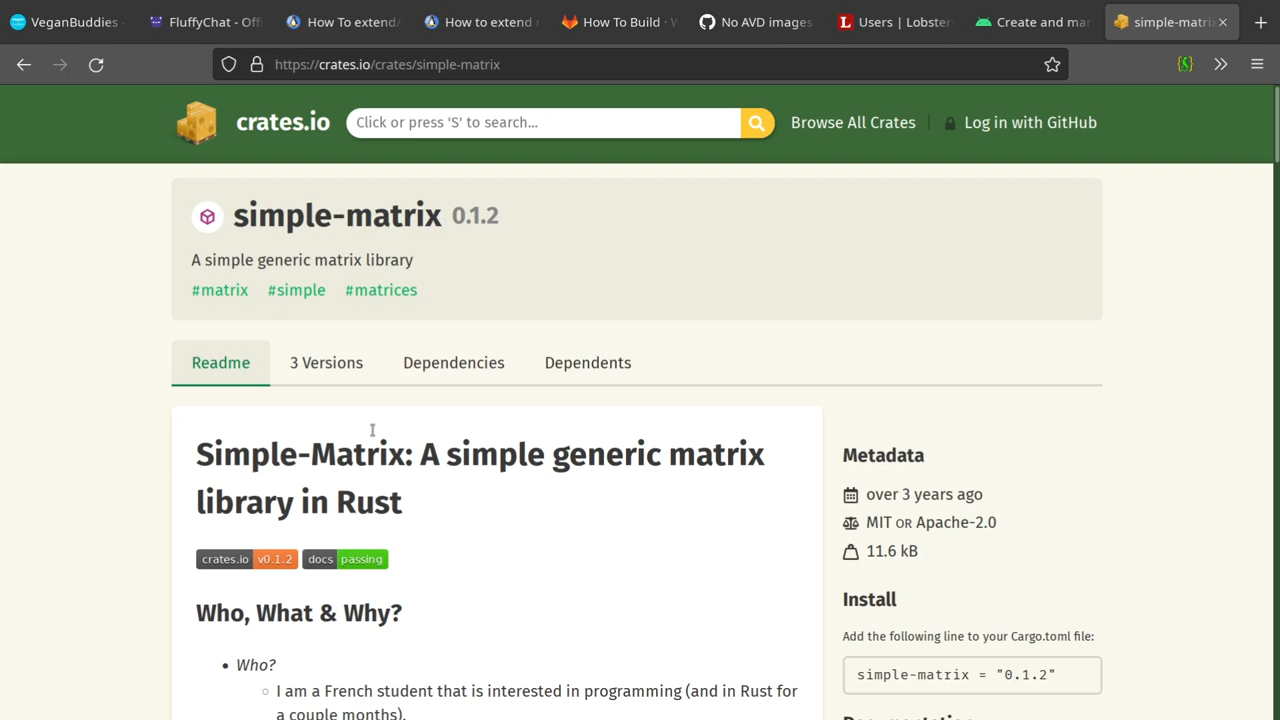 VeganBuddies
FluffyChat - Offi
How To extend/
How to extend
How To Build · V
No AVD images
Users | Lobsters
Create and man
simple-matrix
https://crates.io/crates/simple-matrix
crates.io
Click or press 'S' to search...
Browse All Crates
Log in with GitHub
simple-matrix 0.1.2
A simple generic matrix library
#matrix #simple #matrices
Readme
3 Versions
Dependencies
Dependents
Simple-Matrix: A simple generic matrix
library in Rust
crates.io v0.1.2 docs passing
Who, What & Why?
• Who?
◦ I am a French student that is interested in programming (and in Rust for
a couple months).
Metadata
over 3 years ago
MIT OR Apache-2.0
11.6 kB
Install
Add the following line to your Cargo.toml file:
simple-matrix = "0.1.2"